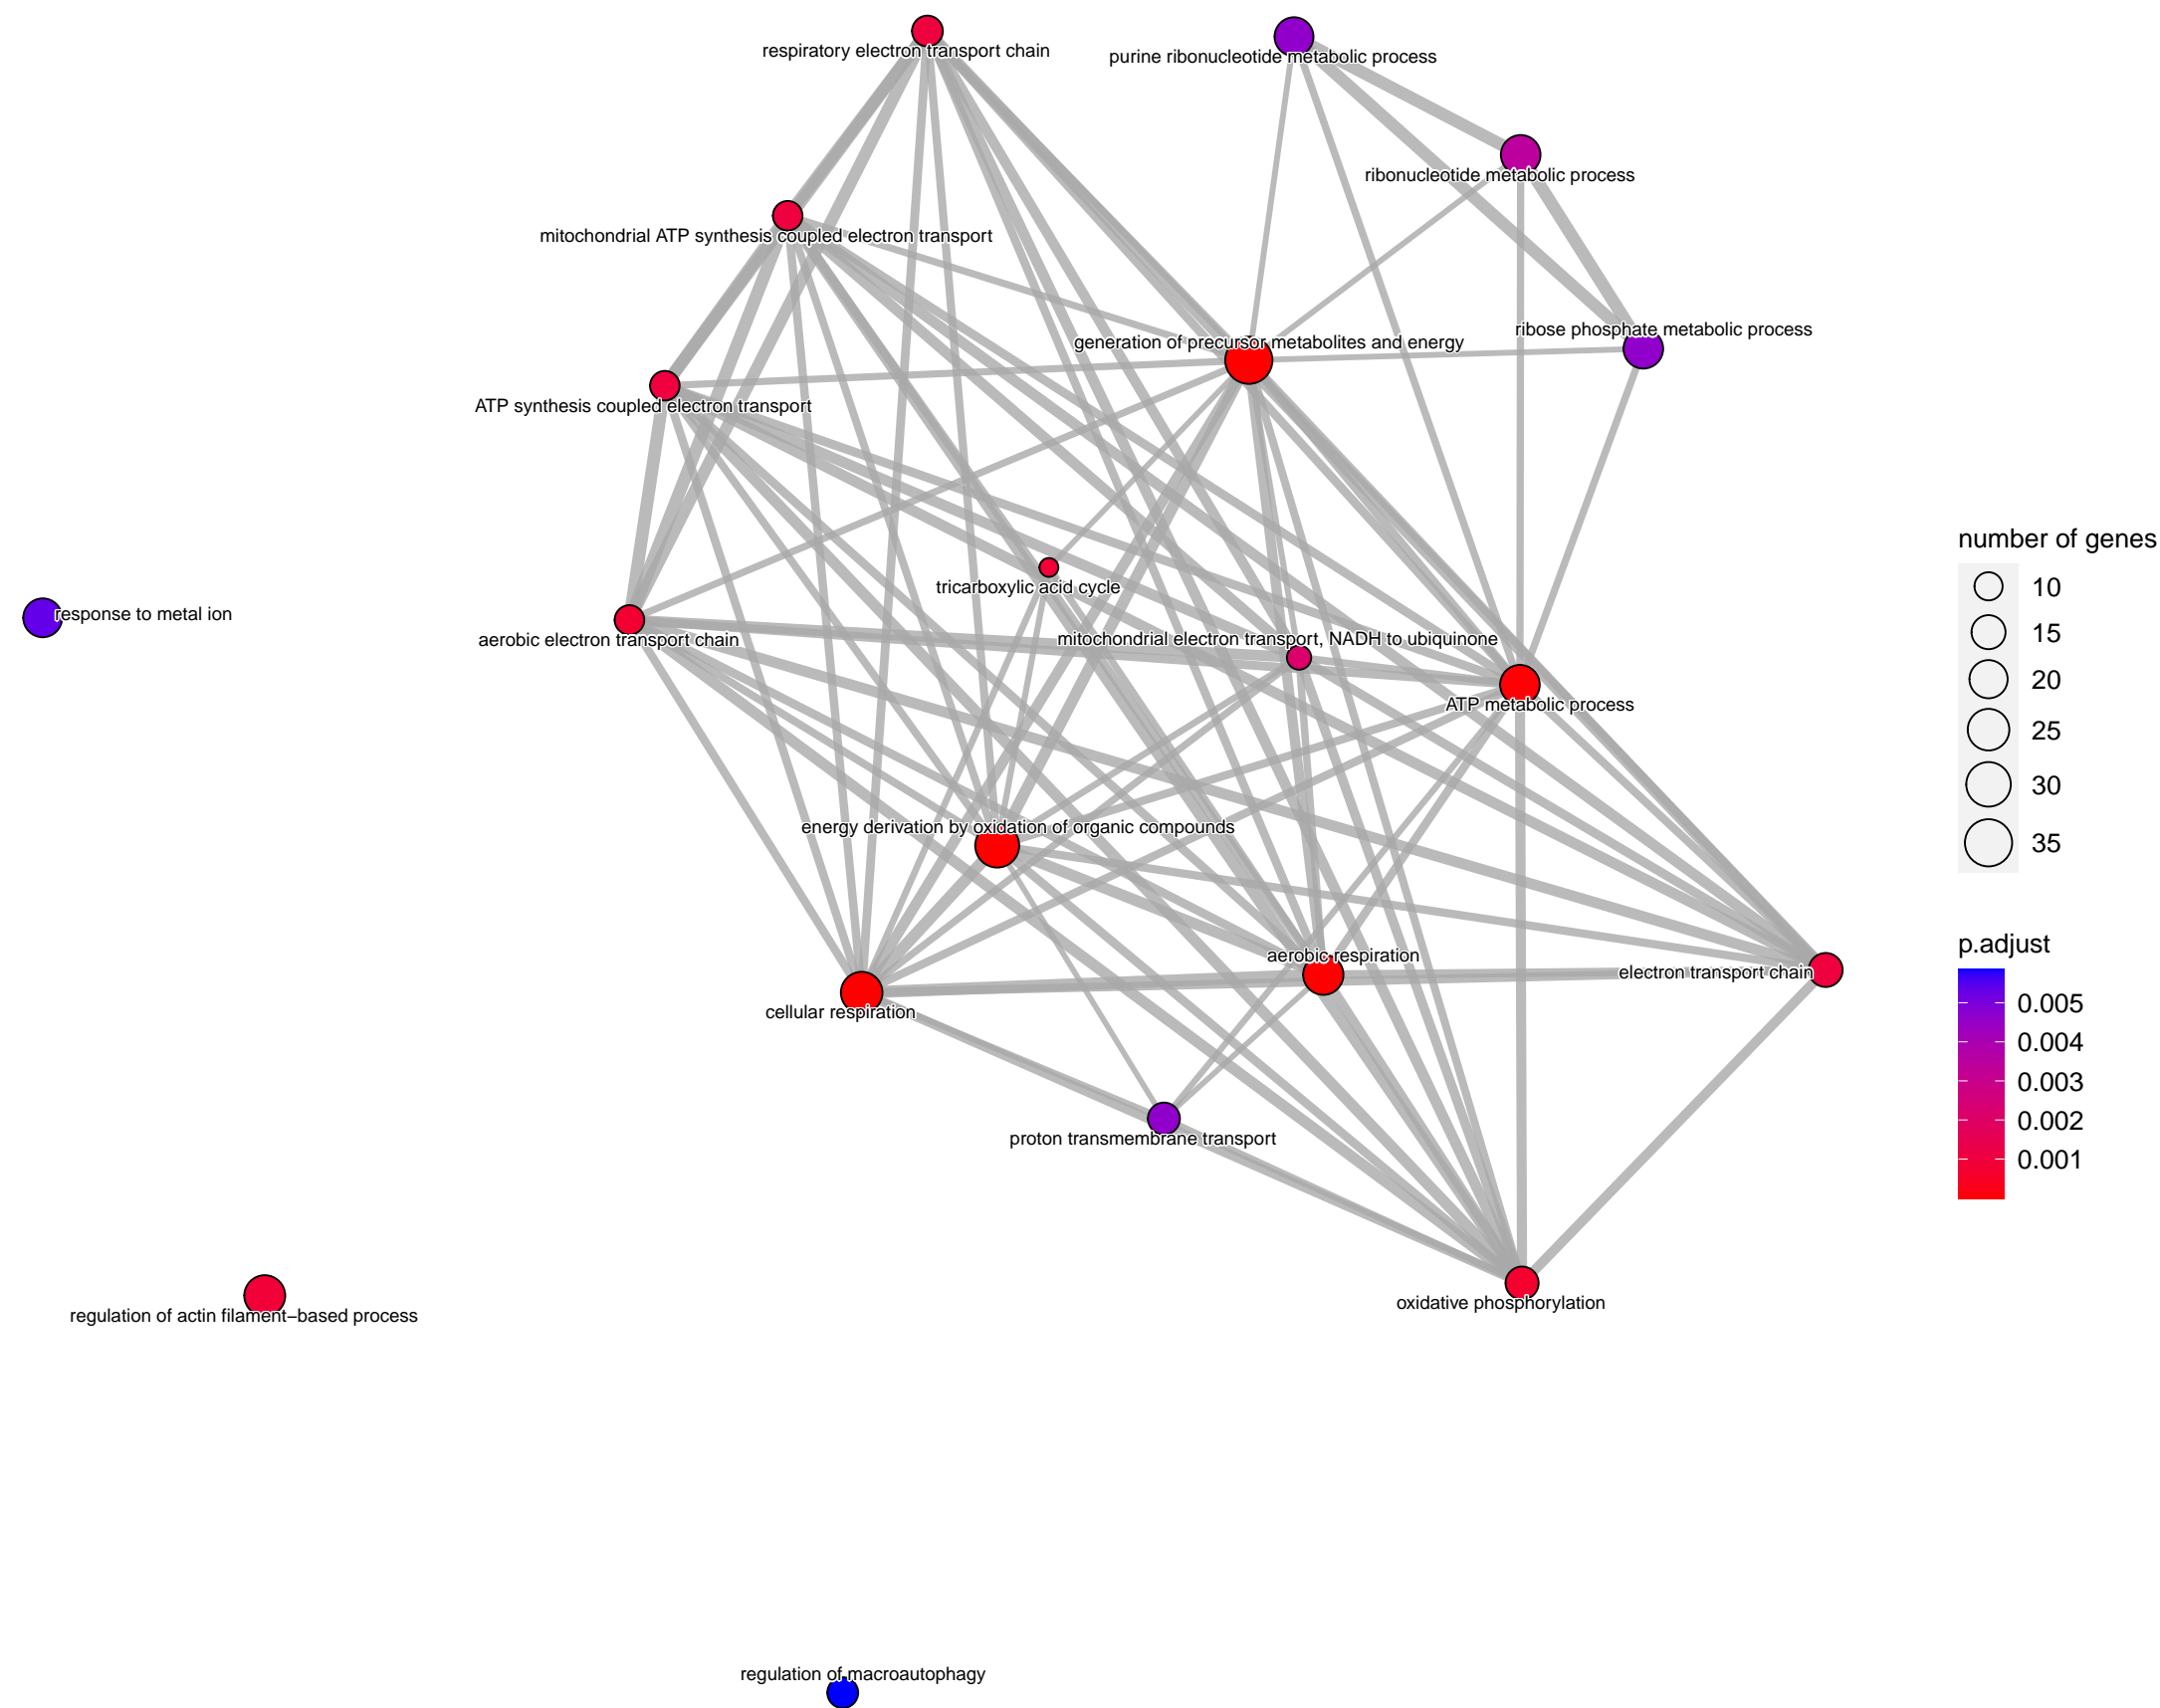 respiratory electron transport chain
purine ribonucleotide metabolic process
ribonucleotide metabolic process
mitochondrial ATP synthesis coupled electron transport
ribose phosphate metabolic process
generation of precursor metabolites and energy
ATP synthesis coupled electron transport
tricarboxylic acid cycle
response to metal ion
aerobic electron transport chain
mitochondrial electron transport, NADH to ubiquinone
ATP metabolic process
energy derivation by oxidation of organic compounds
aerobic respiration
electron transport chain
cellular respiration
proton transmembrane transport
oxidative phosphorylation
regulation of actin filament−based process
regulation of macroautophagy
number of genes
10
15
20
25
30
35
p.adjust
0.005
0.004
0.003
0.002
0.001